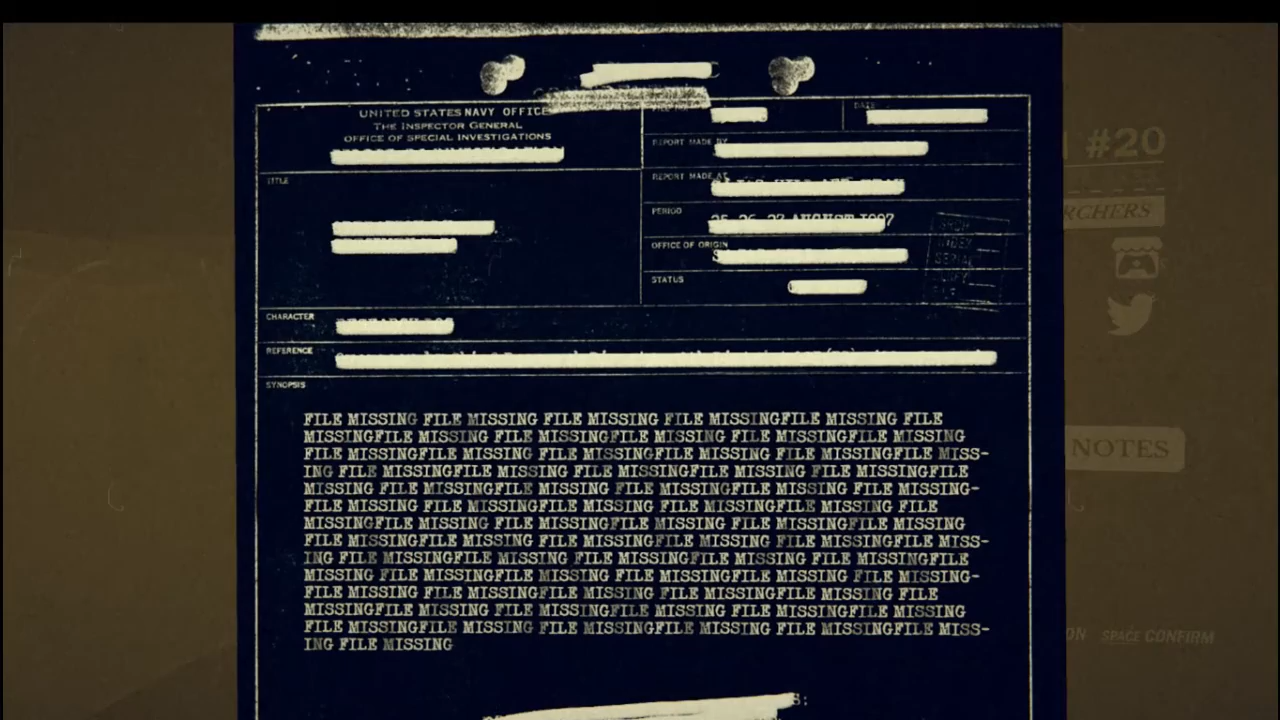 UNITED STATES NAVY OFFICE
THE INSPECTOR GENERAL
OFFICE OF SPECIAL INVESTIGATIONS
DATE
REPORT MADE BY
TITLE
REPORT MADE AT
PERIOD
25 26 27 AUGUST 1997
OFFICE OF ORIGIN
STATUS
CHARACTER
REFERENCE
SYNOPSIS
FILE MISSING FILE MISSING FILE MISSING FILE MISSINGFILE MISSING FILE
MISSINGFILE MISSING FILE MISSINGFILE MISSING FILE MISSINGFILE MISSING
FILE MISSINGFILE MISSING FILE MISSINGFILE MISSING FILE MISSINGFILE MISS-
ING FILE MISSINGFILE MISSING FILE MISSINGFILE MISSING FILE MISSINGFILE
MISSING FILE MISSINGFILE MISSING FILE MISSINGFILE MISSING FILE MISSING-
FILE MISSING FILE MISSINGFILE MISSING FILE MISSINGFILE MISSING FILE
MISSINGFILE MISSING FILE MISSINGFILE MISSING FILE MISSINGFILE MISSING
FILE MISSINGFILE MISSING FILE MISSINGFILE MISSING FILE MISSINGFILE MISS-
ING FILE MISSINGFILE MISSING FILE MISSINGFILE MISSING FILE MISSINGFILE
MISSING FILE MISSINGFILE MISSING FILE MISSINGFILE MISSING FILE MISSING-
FILE MISSING FILE MISSINGFILE MISSING FILE MISSINGFILE MISSING FILE
MISSINGFILE MISSING FILE MISSINGFILE MISSING FILE MISSINGFILE MISSING
FILE MISSINGFILE MISSING FILE MISSINGFILE MISSING FILE MISSINGFILE MISS-
ING FILE MISSING
#20
RCHERS
NOTES
ON SPACE CONFIRM